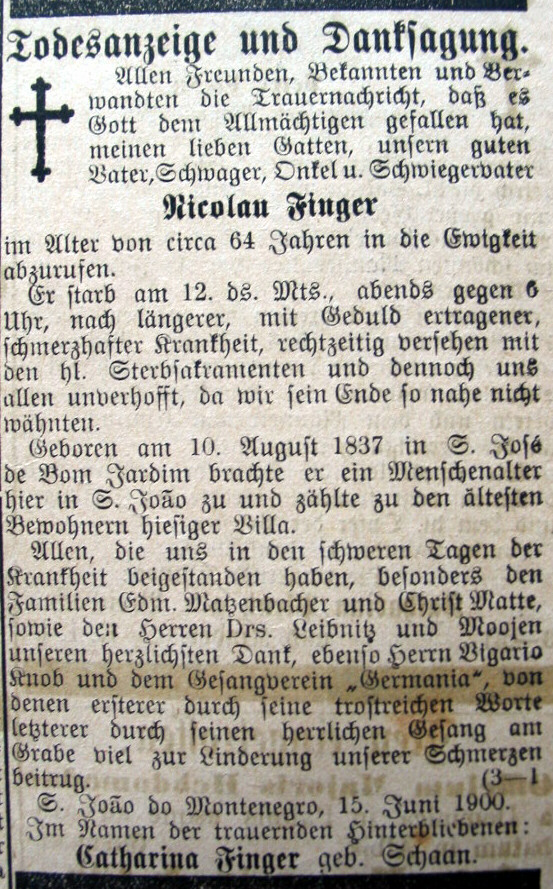 Todesanzeige und Danksagung.
Allen Freunden, Bekannten und Ver-
wandten die Trauernachricht, daß es
Gott dem Allmächtigen gefallen hat,
meinen lieben Gatten, unsern guten
Vater, Schwager, Onkel u. Schwiegervater
Nicolau Finger
im Alter von circa 64 Jahren in die Ewigkeit
abzurufen.
Er starb am 12. ds. Mts., abends gegen 6
Uhr, nach längerer, mit Geduld ertragener,
schmerzhafter Krankheit, rechtzeitig versehen mit
den hl. Sterbsakramenten und dennoch uns
allen unverhofft, da wir sein Ende so nahe nicht
wähnten.
Geboren am 10. August 1837 in S. José
de Bom Jardim brachte er ein Menschenalter
hier in S. João zu und zählte zu den ältesten
Bewohnern hiesiger Villa.
Allen, die uns in den schweren Tagen der
Krankheit beigestanden haben, besonders den
Familien Edm. Matzenbacher und Christ Matte,
sowie den Herren Drs. Leibnitz und Moojen
unseren herzlichsten Dank, ebenso Herrn Vigario
Knob und dem Gesangverein „Germania“, von
denen ersterer durch seine trostreichen Worte
letzterer durch seinen herrlichen Gesang am
Grabe viel zur Linderung unserer Schmerzen
beitrug. (3—1
S. João do Montenegro, 15. Juni 1900.
Im Namen der trauernden Hinterbliebenen:
Catharina Finger geb. Schaan.